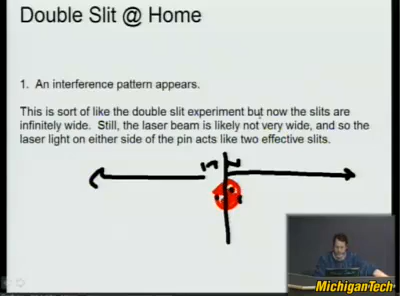 Double Slit @ Home
1. An interference pattern appears.
This is sort of like the double slit experiment but now the slits are
infinitely wide. Still, the laser beam is likely not very wide, and so the
laser light on either side of the pin acts like two effective slits.
MichiganTech